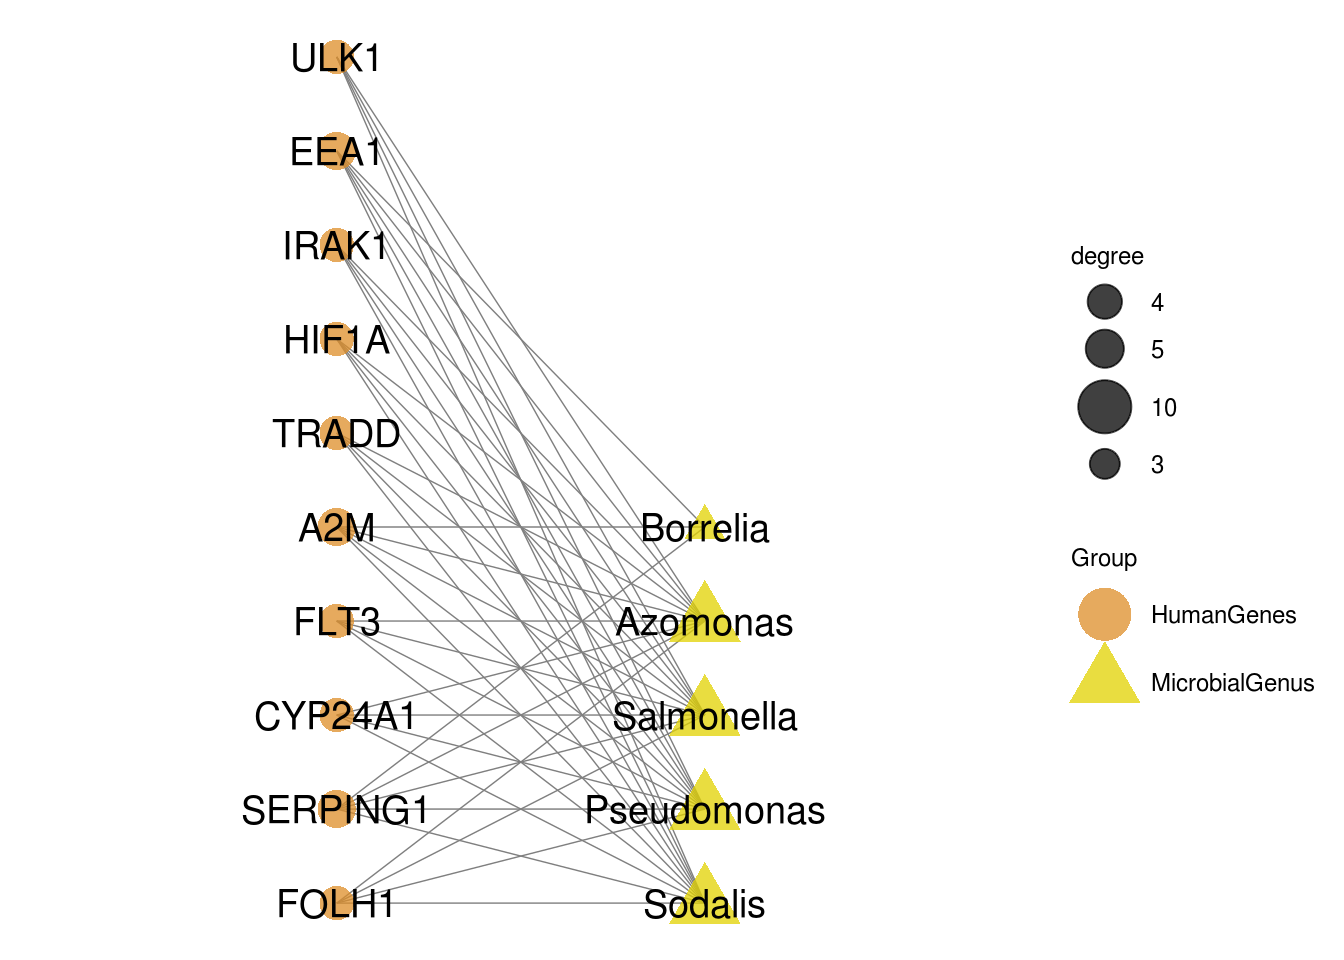 ULK1
EEA1
IRAK1
HIF1A
TRADD
A2M
FLT3
CYP24A1
SERPING1
FOLH1
Borrelia
Azomonas
Salmonella
Pseudomonas
Sodalis
degree
4
5
10
3
Group
HumanGenes
MicrobialGenus